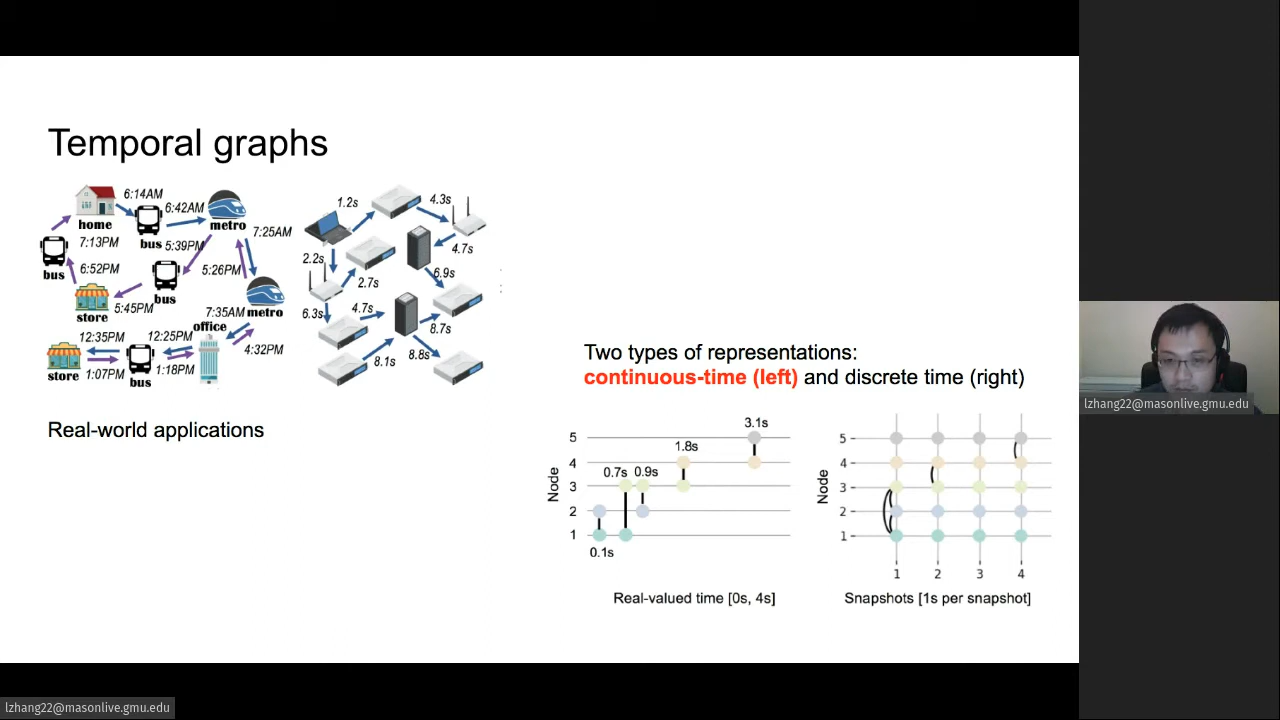 Temporal graphs
6:14AM
6:42AM
home
bus
metro
7:25AM
7:13PM
5:39PM
bus
6:52PM
5:26PM
bus
store
5:45PM
7:35AM
metro
office
12:35PM
12:25PM
4:32PM
store
1:07PM
bus
1:18PM
1.2s
4.3s
4.7s
2.2s
2.7s
6.9s
6.3s
4.7s
8.7s
8.1s
8.8s
Real-world applications
Two types of representations:
continuous-time (left) and discrete time (right)
Node
5
4
3
2
1
0.1s
0.7s
0.9s
1.8s
3.1s
Real-valued time [0s, 4s]
Node
5
4
3
2
1
1 2 3 4
Snapshots [1s per snapshot]
lzhang22@masonlive.gmu.edu
lzhang22@masonlive.gmu.edu